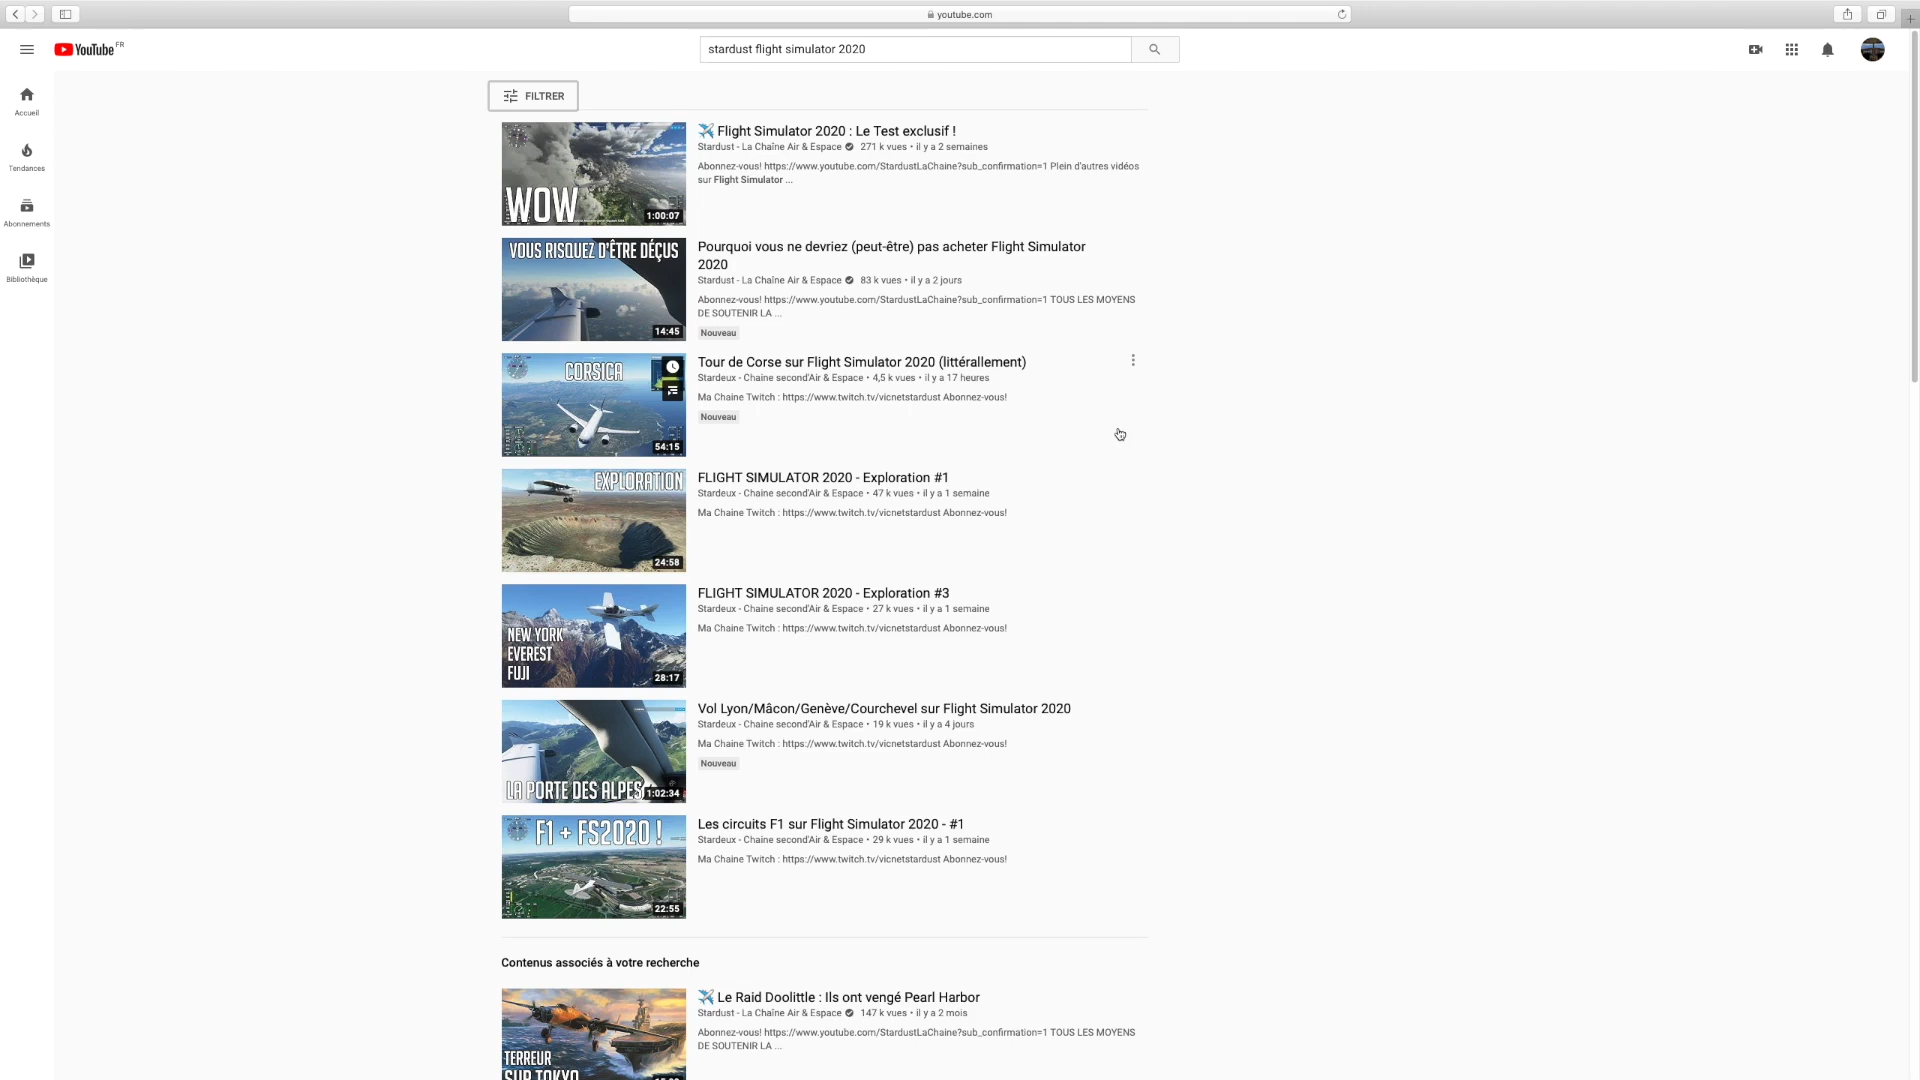 youtube.com
YouTube FR
stardust flight simulator 2020
FILTRER
Accueil
Tendances
Abonnements
Bibliothèque
WOW
1:00:07
Flight Simulator 2020 : Le Test exclusif !
Stardust - La Chaîne Air & Espace 271 k vues • il y a 2 semaines
Abonnez-vous! https://www.youtube.com/StardustLaChaine?sub_confirmation=1 Plein d'autres vidéos
sur Flight Simulator ...
VOUS RISQUEZ D'ÊTRE DÉÇUS
14:45
Pourquoi vous ne devriez (peut-être) pas acheter Flight Simulator
2020
Stardust - La Chaîne Air & Espace 83 k vues • il y a 2 jours
Abonnez-vous! https://www.youtube.com/StardustLaChaine?sub_confirmation=1 TOUS LES MOYENS
DE SOUTENIR LA ...
Nouveau
CORSICA
54:15
Tour de Corse sur Flight Simulator 2020 (littérallement)
Stardeux - Chaine second'Air & Espace • 4,5 k vues • il y a 17 heures
Ma Chaine Twitch : https://www.twitch.tv/vicnetstardust Abonnez-vous!
Nouveau
EXPLORATION
24:58
FLIGHT SIMULATOR 2020 - Exploration #1
Stardeux - Chaine second'Air & Espace • 47 k vues • il y a 1 semaine
Ma Chaine Twitch : https://www.twitch.tv/vicnetstardust Abonnez-vous!
NEW YORK
EVEREST
FUJI
28:17
FLIGHT SIMULATOR 2020 - Exploration #3
Stardeux - Chaine second'Air & Espace • 27 k vues • il y a 1 semaine
Ma Chaine Twitch : https://www.twitch.tv/vicnetstardust Abonnez-vous!
LA PORTE DES ALPES
1:02:34
Vol Lyon/Mâcon/Genève/Courchevel sur Flight Simulator 2020
Stardeux - Chaine second'Air & Espace • 19 k vues • il y a 4 jours
Ma Chaine Twitch : https://www.twitch.tv/vicnetstardust Abonnez-vous!
Nouveau
F1 + FS2020 !
22:55
Les circuits F1 sur Flight Simulator 2020 - #1
Stardeux - Chaine second'Air & Espace • 29 k vues • il y a 1 semaine
Ma Chaine Twitch : https://www.twitch.tv/vicnetstardust Abonnez-vous!
Contenus associés à votre recherche
TERREUR
SUR TOKYO
Le Raid Doolittle : Ils ont vengé Pearl Harbor
Stardust - La Chaîne Air & Espace 147 k vues • il y a 2 mois
Abonnez-vous! https://www.youtube.com/StardustLaChaine?sub_confirmation=1 TOUS LES MOYENS
DE SOUTENIR LA ...